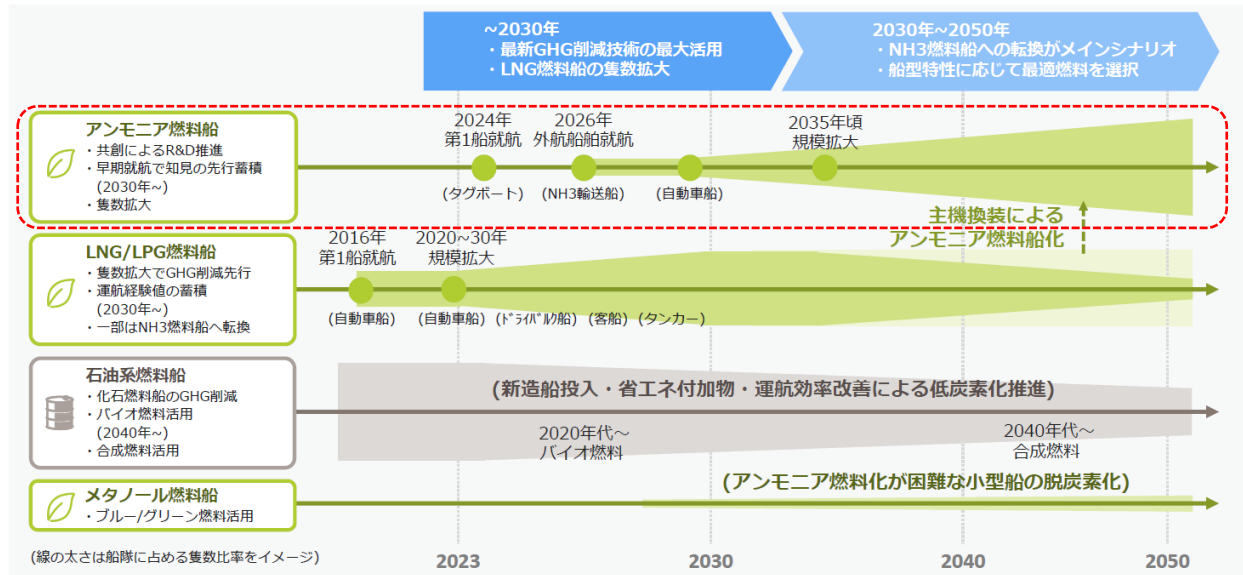 ~2030年
・最新GHG削減技術の最大活用
・LNG燃料船の隻数拡大
2030年~2050年
・NH3燃料船への転換がメインシナリオ
・船型特性に応じて最適燃料を選択
アンモニア燃料船
・共創によるR&D推進
・早期就航で知見の先行蓄積
(2030年~)
・隻数拡大
2024年
第1船就航
(タグボート)
2026年
外航船舶就航
(NH3輸送船)
(自動車船)
2035年頃
規模拡大
主機換装による
アンモニア燃料船化
LNG/LPG燃料船
・隻数拡大でGHG削減先行
・運航経験値の蓄積
(2030年~)
・一部はNH3燃料船へ転換
2016年
第1船就航
(自動車船)
2020~30年
規模拡大
(自動車船) (ﾄﾞﾗｲﾊﾞﾙｸ船) (客船) (タンカー)
石油系燃料船
・化石燃料船のGHG削減
・バイオ燃料活用
(2040年~)
・合成燃料活用
(新造船投入・省エネ付加物・運航効率改善による低炭素化推進)
2020年代～
バイオ燃料
2040年代～
合成燃料
メタノール燃料船
・ブルー/グリーン燃料活用
(アンモニア燃料化が困難な小型船の脱炭素化)
(線の太さは船隊に占める隻数比率をイメージ)
2023
2030
2040
2050